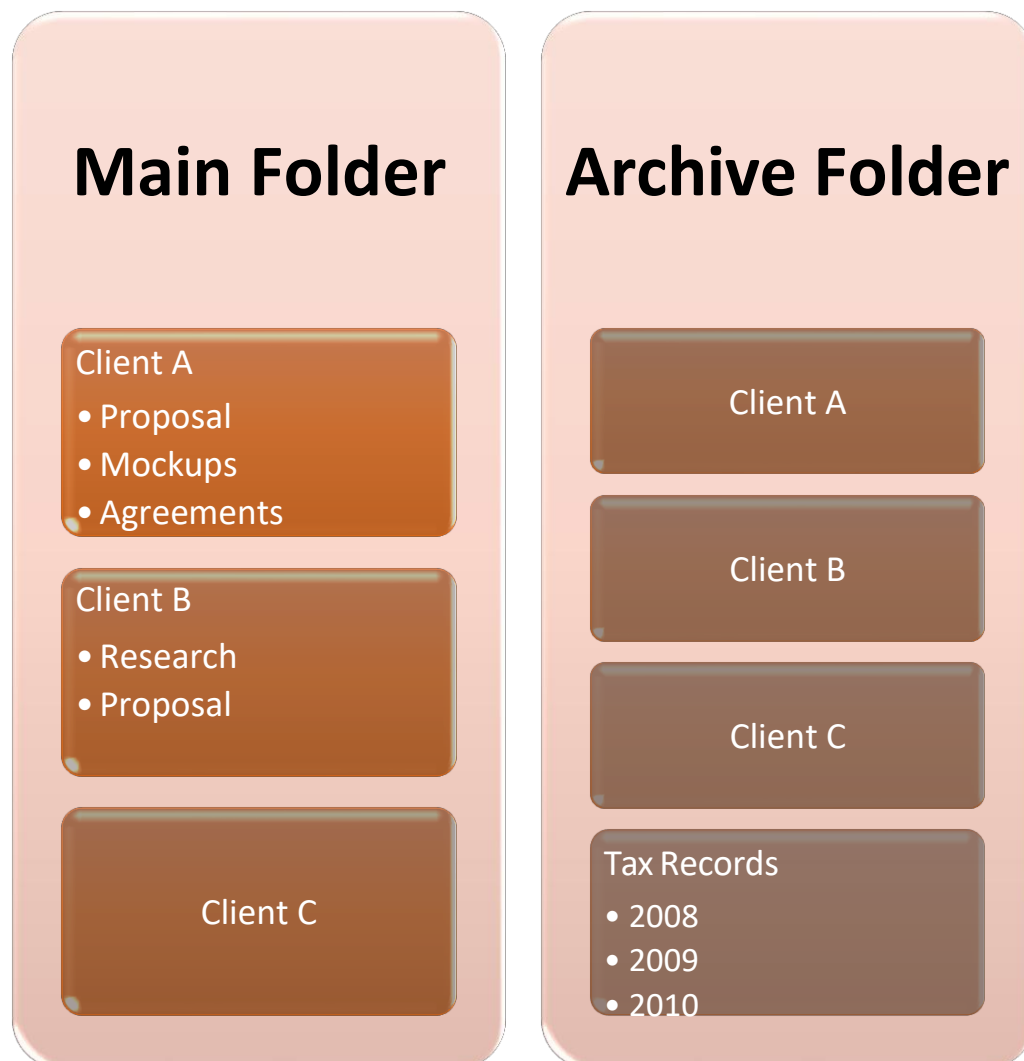 Main Folder
Client A
• Proposal
• Mockups
• Agreements
Client B
• Research
• Proposal
Client C
Archive Folder
Client A
Client B
Client C
Tax Records
• 2008
• 2009
• 2010